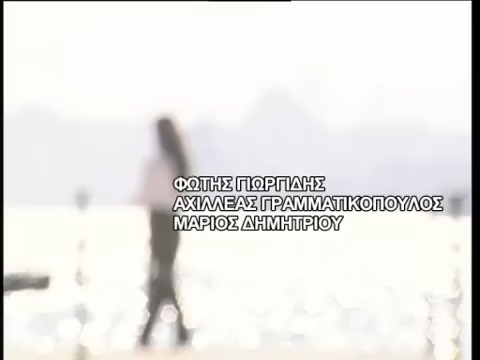 ΦΩΤΗΣ ΓΙΩΡΓΙΔΗΣ
ΑΧΙΛΛΕΑΣ ΓΡΑΜΜΑΤΙΚΟΠΟΥΛΟΣ
ΜΑΡΙΟΣ ΔΗΜΗΤΡΙΟΥ